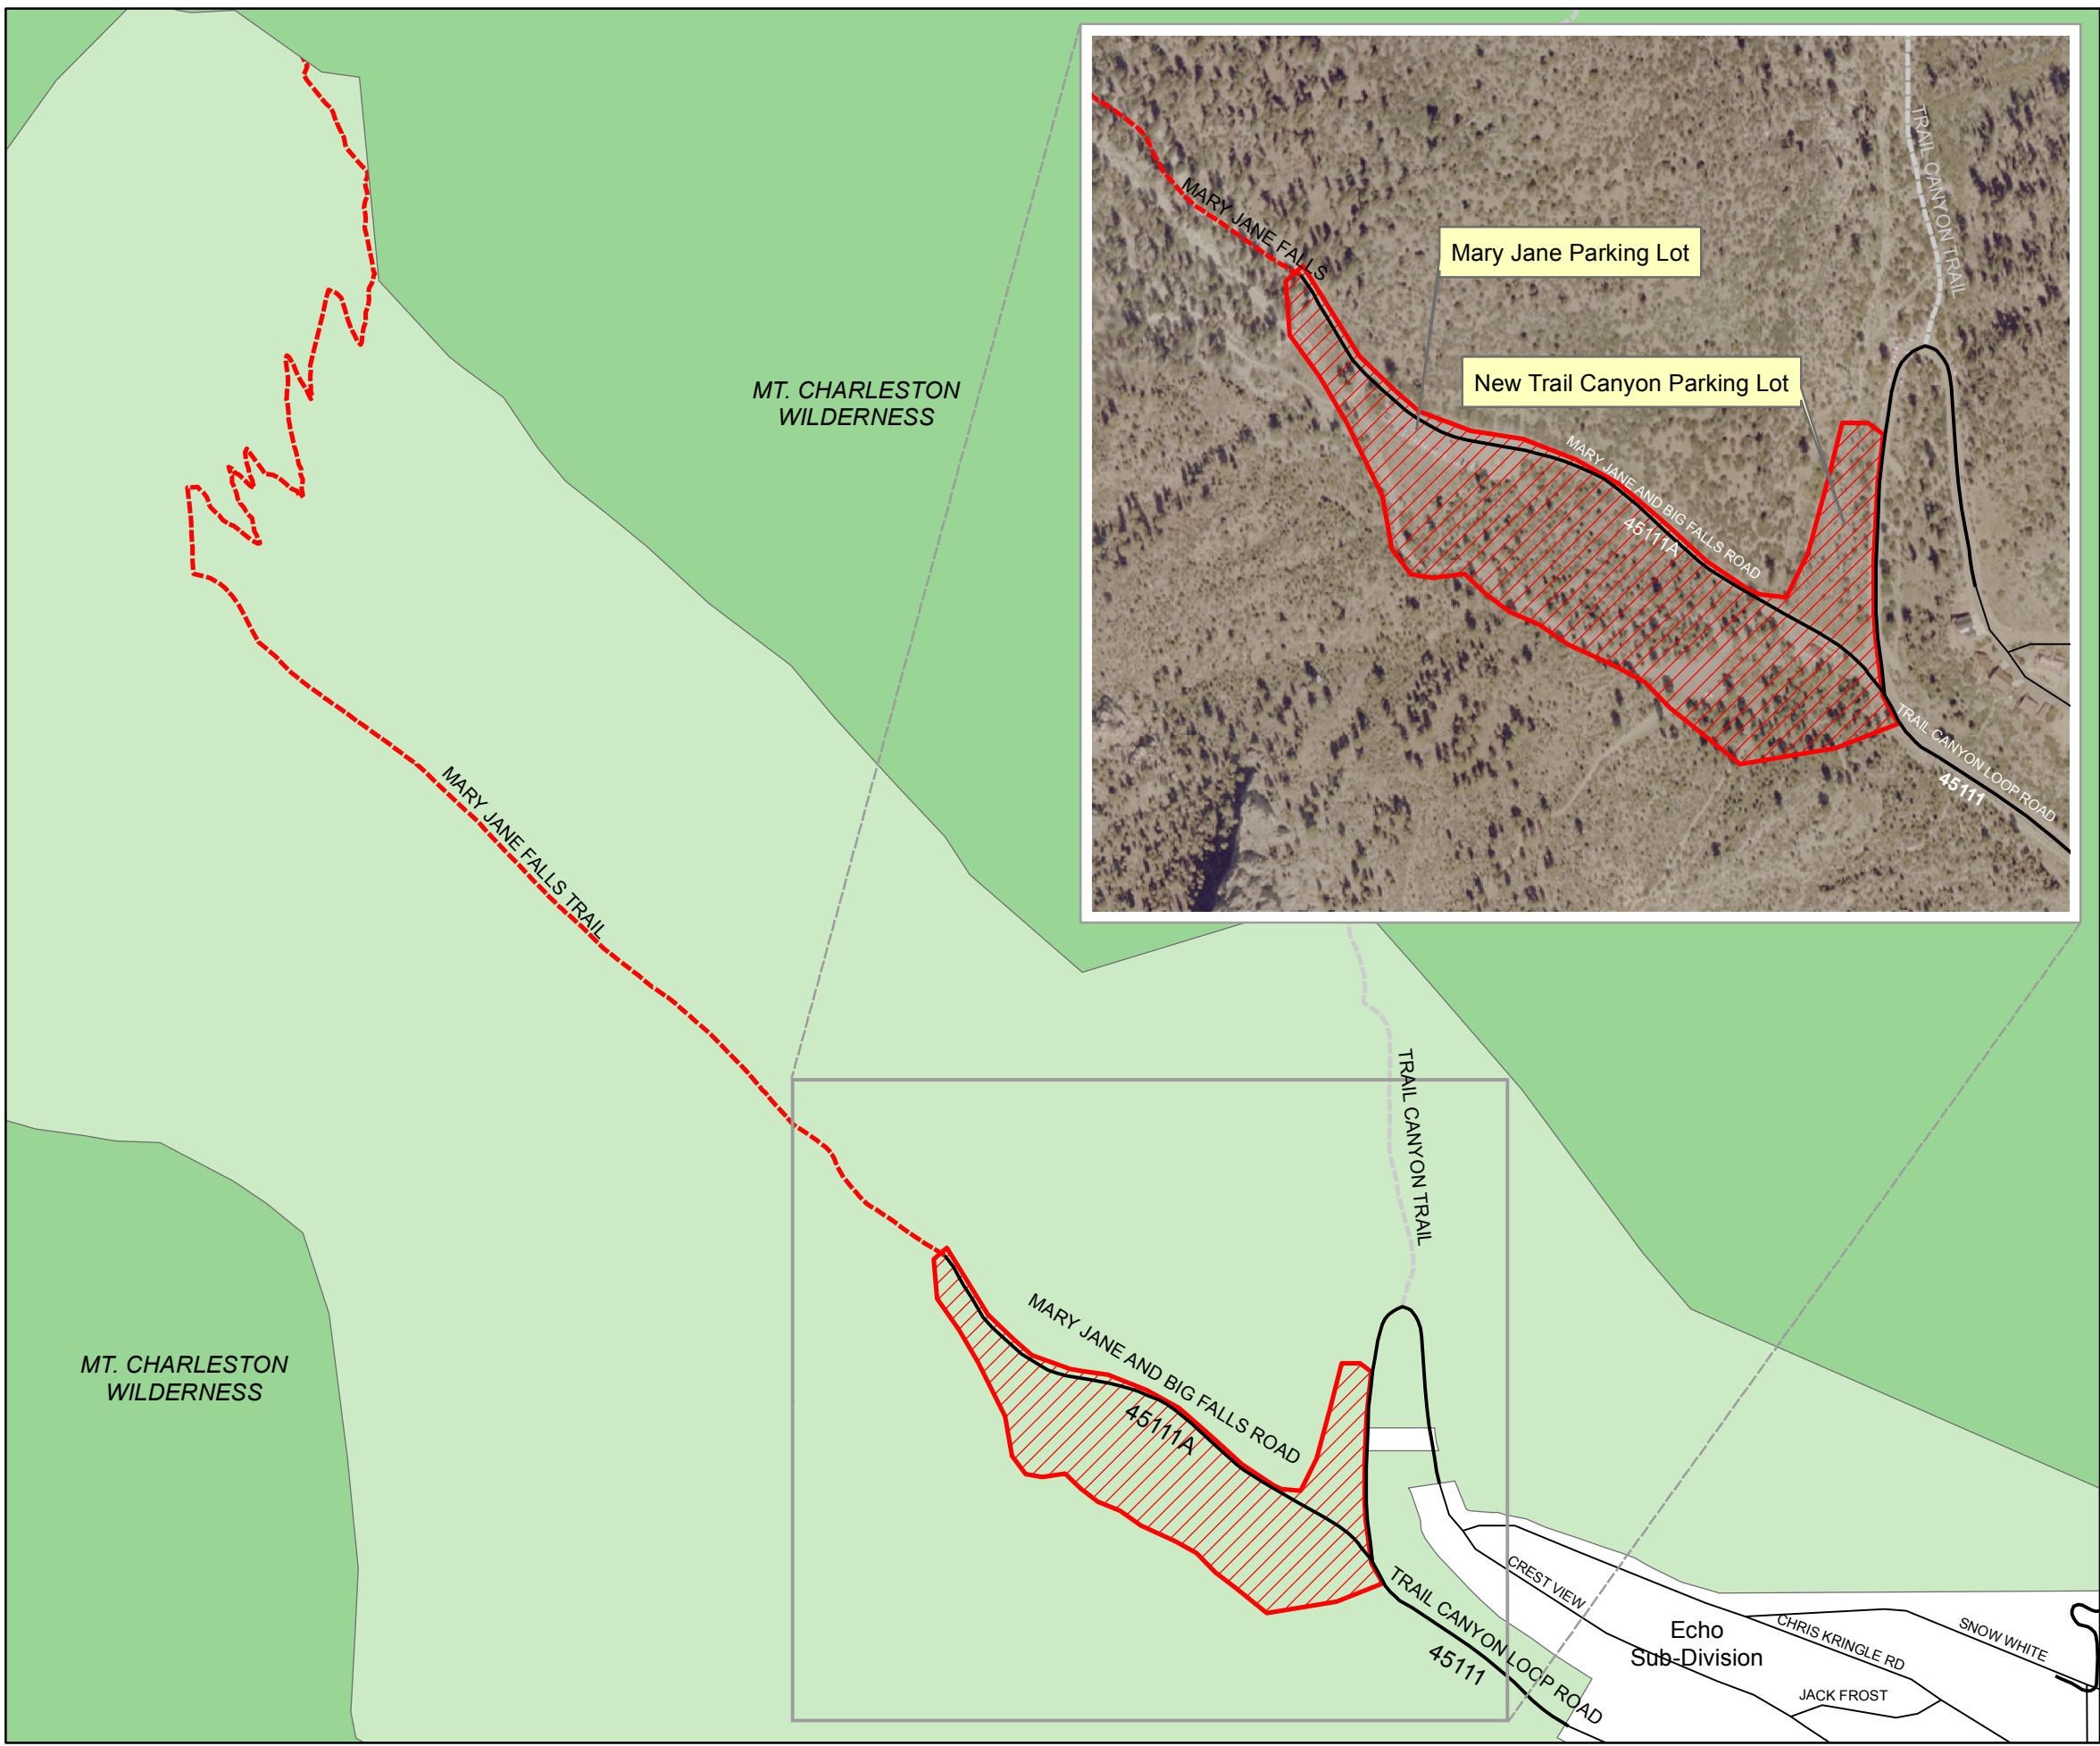 MARY JANE FALLS
TRAIL CANYON TRAIL
Mary Jane Parking Lot
New Trail Canyon Parking Lot
MARY JANE AND BIG FALLS ROAD
45111A
TRAIL CANYON LOOP ROAD
45111
MT. CHARLESTON
WILDERNESS
MARY JANE FALLS TRAIL
TRAIL CANYON TRAIL
MT. CHARLESTON
WILDERNESS
MARY JANE AND BIG FALLS ROAD
45111A
TRAIL CANYON LOOP ROAD
45111
CREST VIEW
Echo
Sub-Division
CHRIS KRINGLE RD
SNOW WHITE
JACK FROST